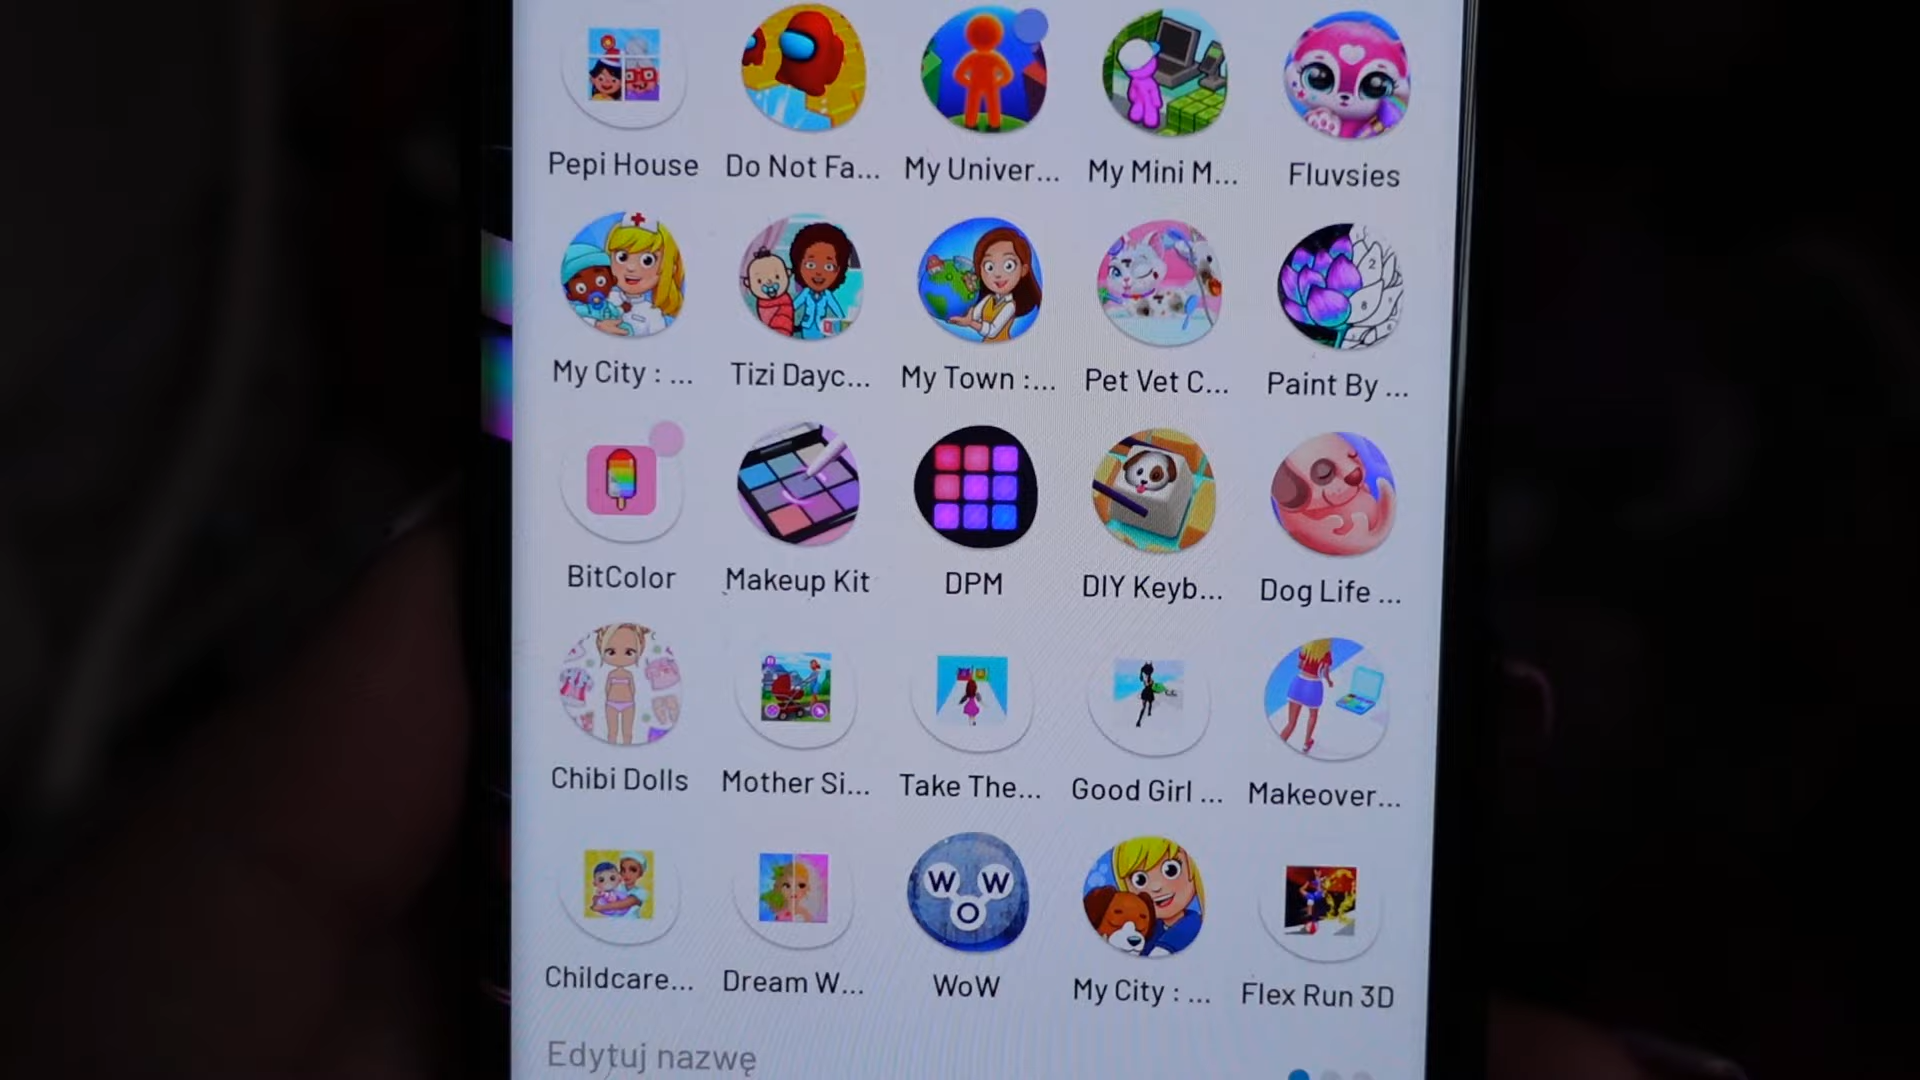 Pepi House Do Not Fa... My Univer... My Mini M... Fluvsies
My City : ... Tizi Dayc... My Town :... Pet Vet C... Paint By ...
2
8
BitColor Makeup Kit DPM DIY Keyb... Dog Life ...
Chibi Dolls Mother Si... Take The... Good Girl ... Makeover...
W W
O
Childcare... Dream W... WoW My City : ... Flex Run 3D
Edytuj nazwę